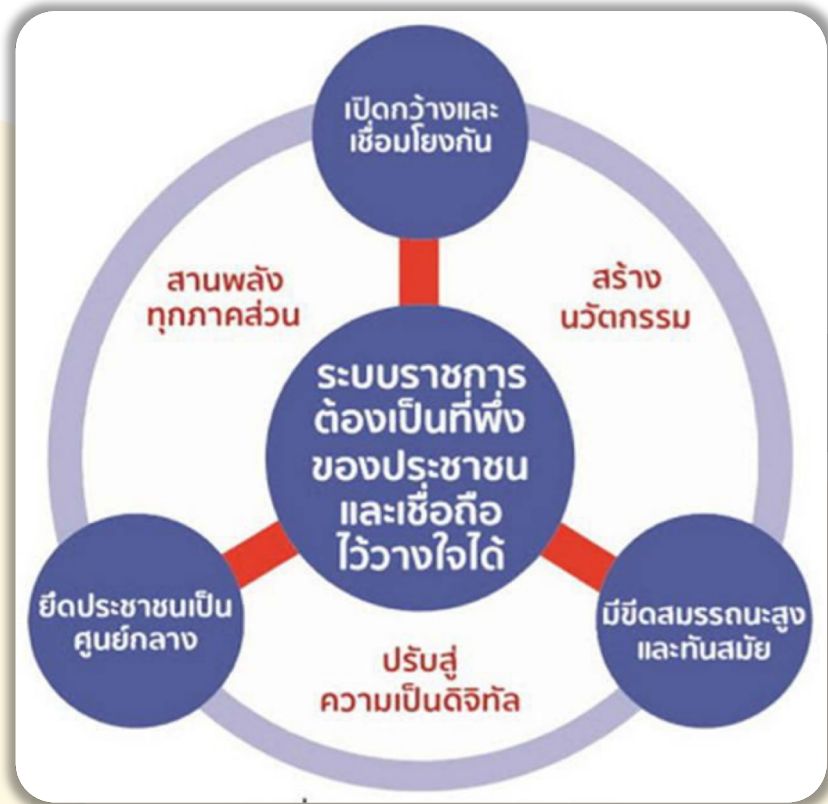 เปิดกว้างและ
เชื่อมโยงกัน
สานพลัง
ทุกภาคส่วน
สร้าง
นวัตกรรม
ระบบราชการ
ต้องเป็นที่พึ่ง
ของประชาชน
และเชื่อถือ
ไว้วางใจได้
ยึดประชาชนเป็น
ศูนย์กลาง
มีขีดสมรรถนะสูง
และทันสมัย
ปรับสู่
ความเป็นดิจิทัล